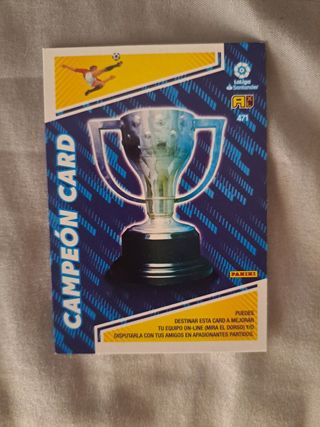 LaLiga
Santander
471
CAMPEÓN CARD
PANINI
PUEDES
DESTINAR ESTA CARD A MEJORAR
TU EQUIPO ON-LINE (MIRA EL DORSO) Y/O
DISPUTARLA CON TUS AMIGOS EN APASIONANTES PARTIDOS.